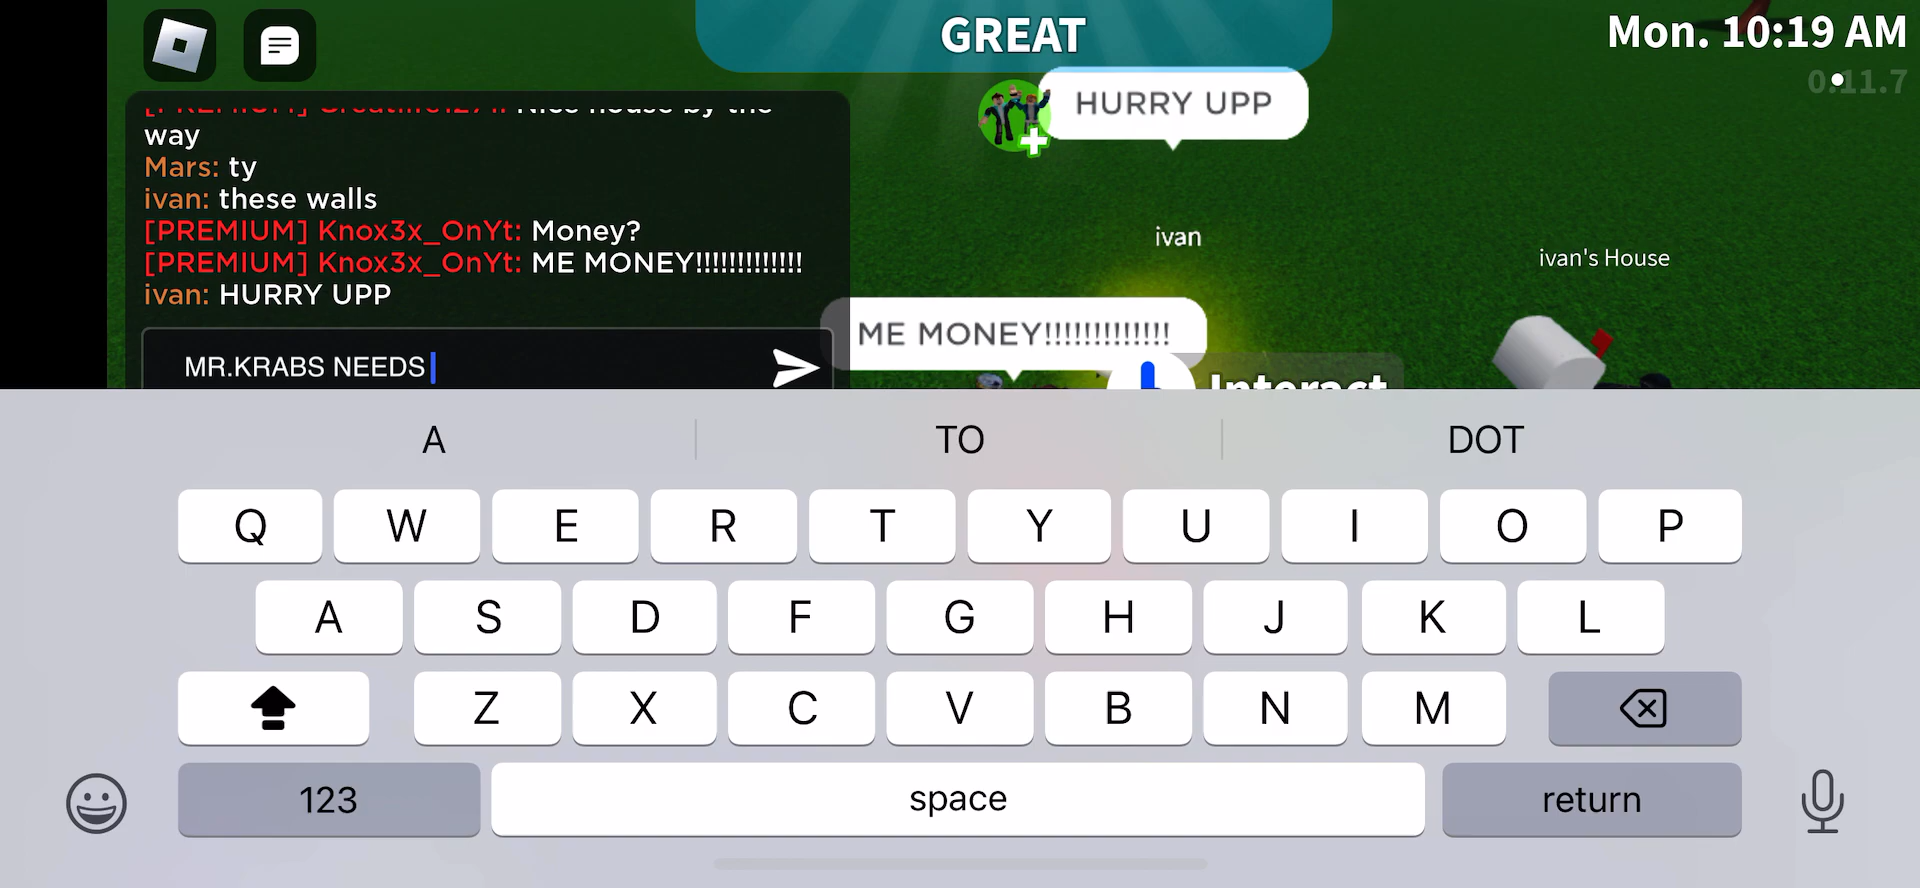 GREAT
Mon. 10:19 AM
HURRY UPP
way
Mars: ty
ivan: these walls
[PREMIUM] Knox3x_OnYt: Money?
[PREMIUM] Knox3x_OnYt: ME MONEY!!!!!!!!!!!!!
ivan: HURRY UPP
ivan
ivan's House
ME MONEY!!!!!!!!!!!!!
MR.KRABS NEEDS
Interact
A TO DOT
Q W E R T Y U I O P
A S D F G H J K L
Z X C V B N M
123 space return